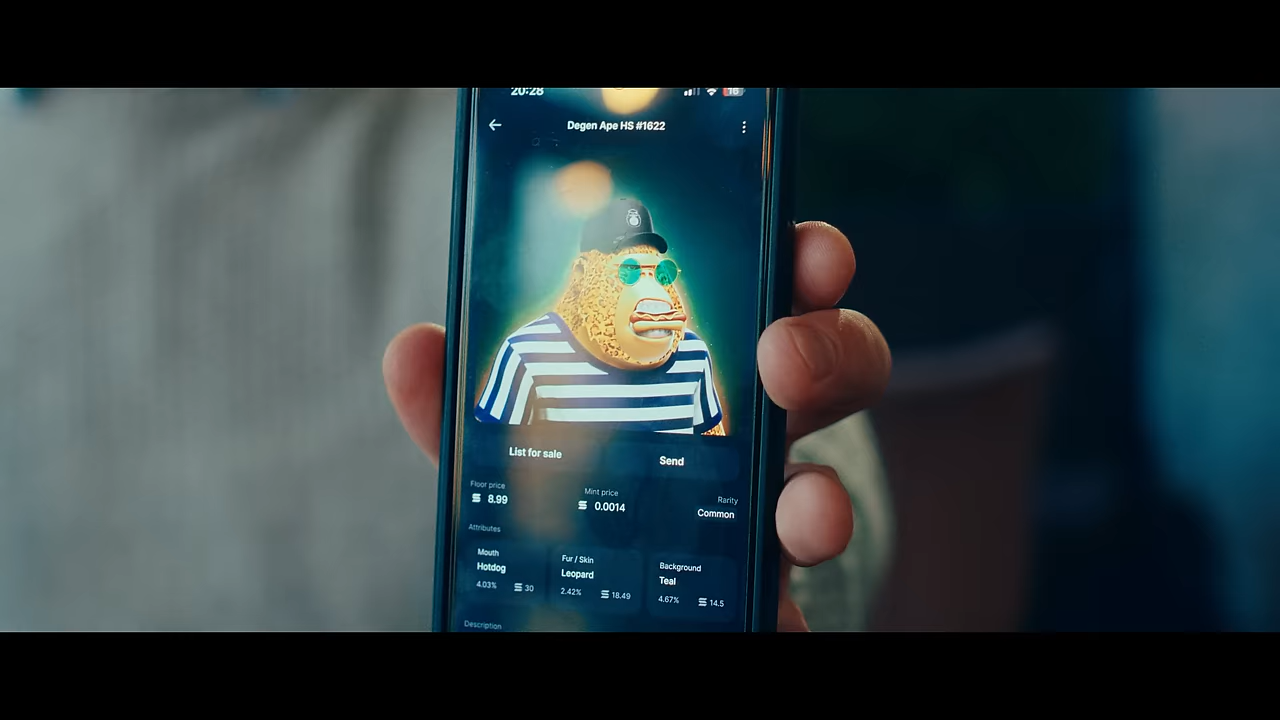 20:28
16
Degen Ape HS #1622
List for sale
Send
Floor price
8.99
Mint price
0.0014
Rarity
Common
Attributes
Mouth
Hotdog
4.03%
30
Fur / Skin
Leopard
2.42%
18.49
Background
Teal
4.67%
14.5
Description